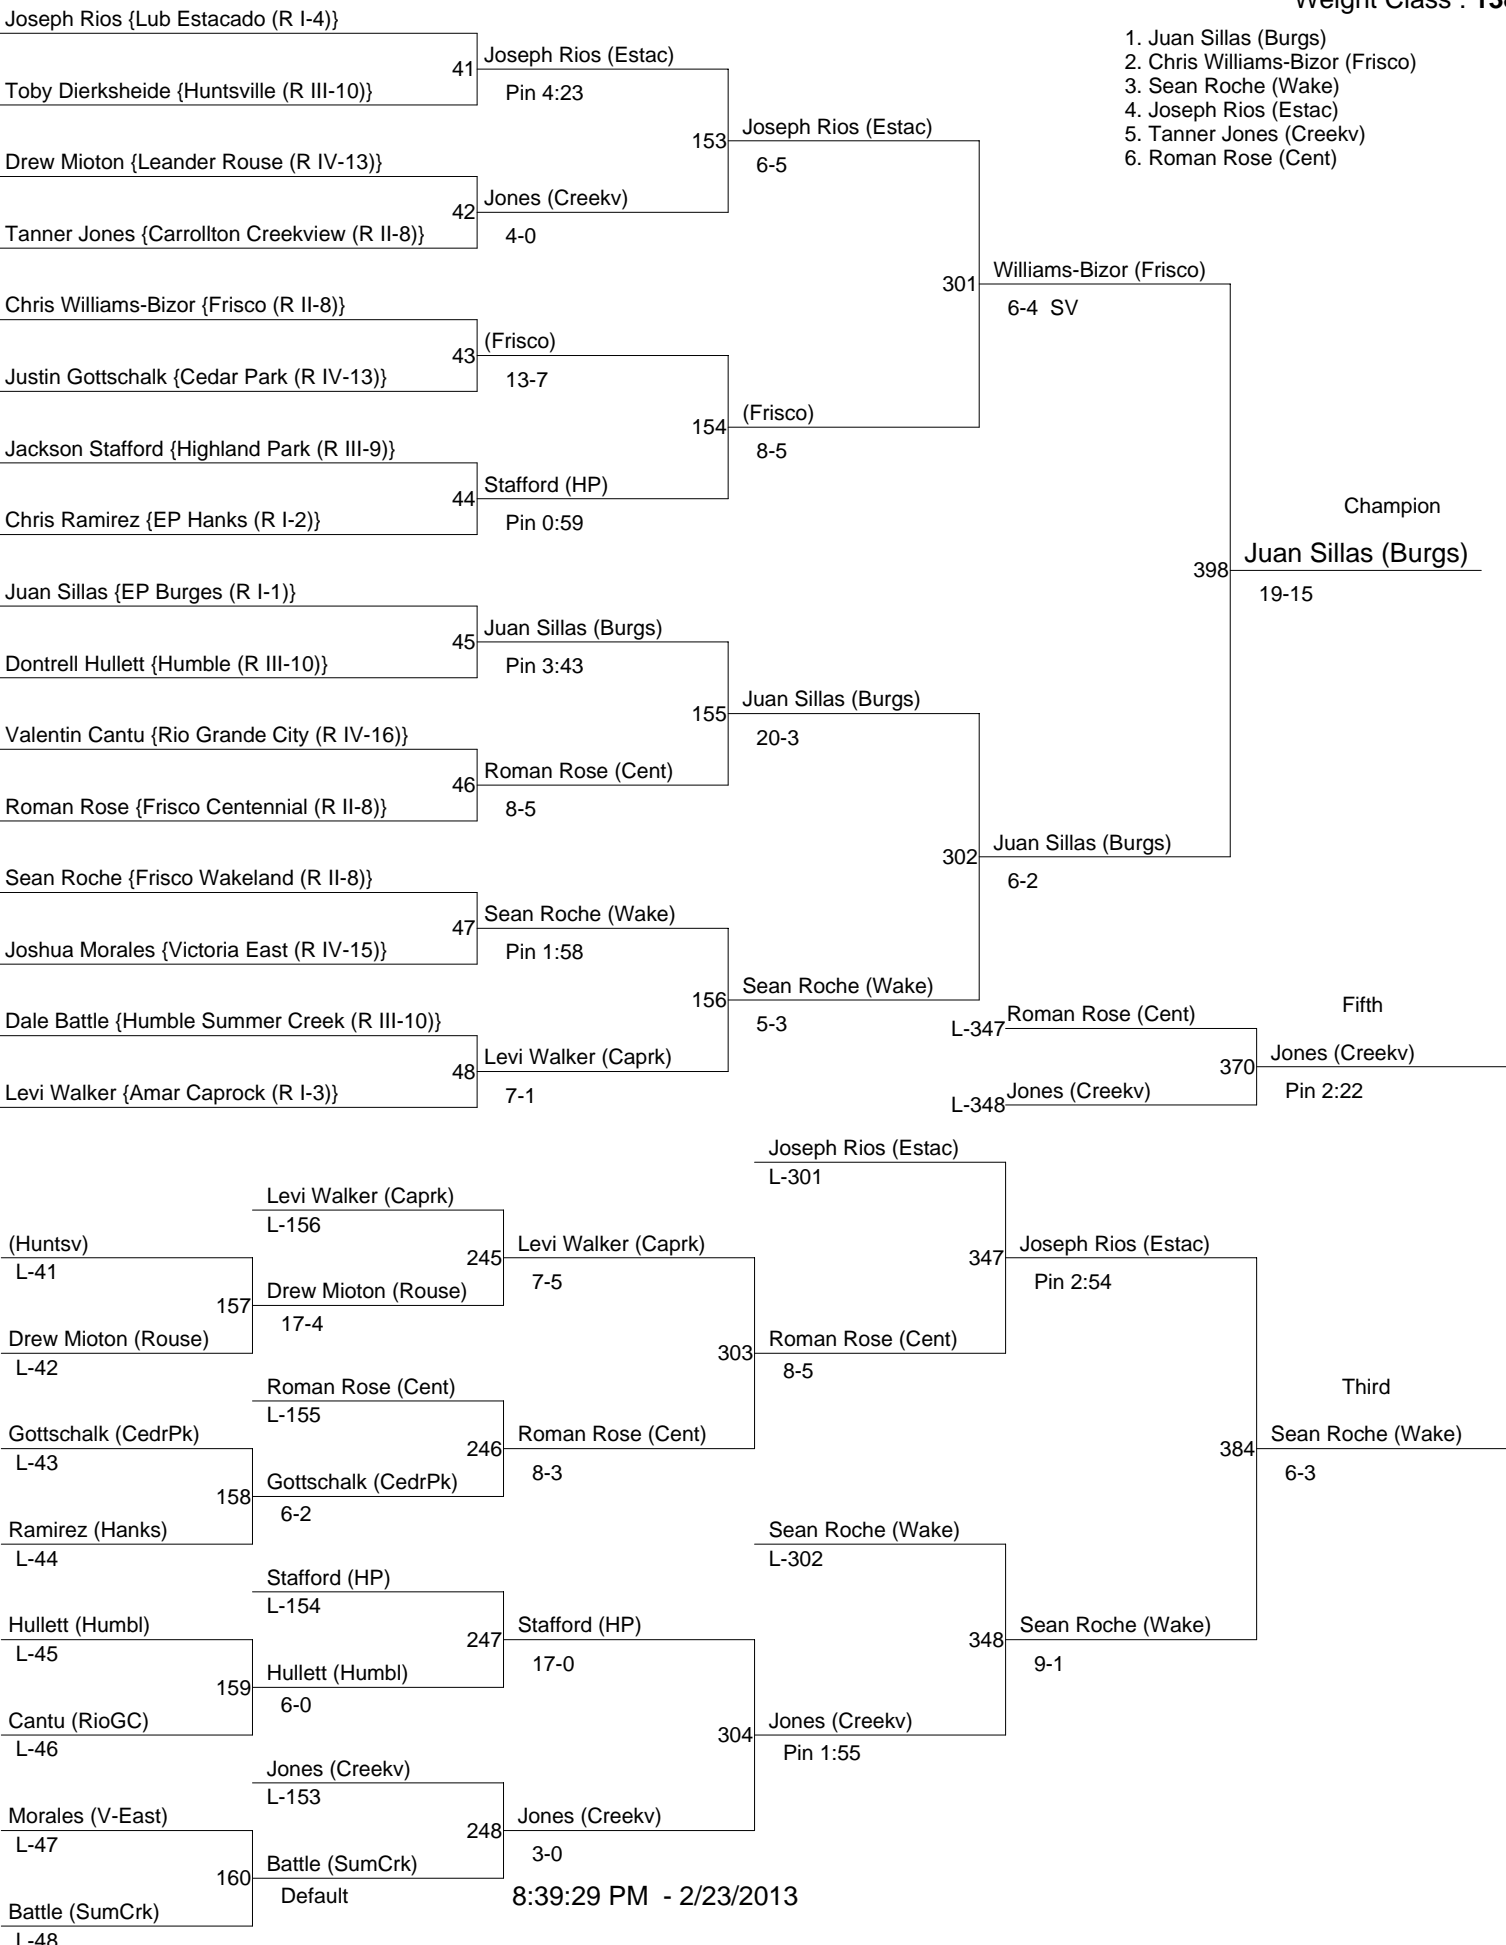 Weight Class :
1. Juan Sillas (Burgs)
2. Chris Williams-Bizor (Frisco)
3. Sean Roche (Wake)
4. Joseph Rios (Estac)
5. Tanner Jones (Creekv)
6. Roman Rose (Cent)
Joseph Rios {Lub Estacado (R I-4)}
41
Joseph Rios (Estac)
Pin 4:23
Toby Dierksheide {Huntsville (R III-10)}
153
Joseph Rios (Estac)
6-5
Drew Mioton {Leander Rouse (R IV-13)}
42
Jones (Creekv)
4-0
Tanner Jones {Carrollton Creekview (R II-8)}
301
Williams-Bizor (Frisco)
6-4 SV
Chris Williams-Bizor {Frisco (R II-8)}
43
(Frisco)
13-7
Justin Gottschalk {Cedar Park (R IV-13)}
154
(Frisco)
8-5
Jackson Stafford {Highland Park (R III-9)}
44
Stafford (HP)
Pin 0:59
Chris Ramirez {EP Hanks (R I-2)}
Champion
398
Juan Sillas (Burgs)
19-15
Juan Sillas {EP Burges (R I-1)}
45
Juan Sillas (Burgs)
Pin 3:43
Dontrell Hullett {Humble (R III-10)}
155
Juan Sillas (Burgs)
20-3
Valentin Cantu {Rio Grande City (R IV-16)}
46
Roman Rose (Cent)
8-5
Roman Rose {Frisco Centennial (R II-8)}
302
Juan Sillas (Burgs)
6-2
Sean Roche {Frisco Wakeland (R II-8)}
47
Sean Roche (Wake)
Pin 1:58
Joshua Morales {Victoria East (R IV-15)}
156
Sean Roche (Wake)
5-3
Dale Battle {Humble Summer Creek (R III-10)}
48
Levi Walker (Caprk)
7-1
Levi Walker {Amar Caprock (R I-3)}
Fifth
L-347
Roman Rose (Cent)
370
Jones (Creekv)
Pin 2:22
L-348
Jones (Creekv)
Joseph Rios (Estac)
L-301
Levi Walker (Caprk)
L-156
(Huntsv)
L-41
245
Levi Walker (Caprk)
7-5
347
Joseph Rios (Estac)
Pin 2:54
157
Drew Mioton (Rouse)
17-4
Drew Mioton (Rouse)
L-42
303
Roman Rose (Cent)
8-5
Roman Rose (Cent)
L-155
Third
Gottschalk (CedrPk)
L-43
246
Roman Rose (Cent)
8-3
384
Sean Roche (Wake)
6-3
158
Gottschalk (CedrPk)
6-2
Ramirez (Hanks)
L-44
Sean Roche (Wake)
L-302
Stafford (HP)
L-154
Hullett (Humbl)
L-45
247
Stafford (HP)
17-0
348
Sean Roche (Wake)
9-1
159
Hullett (Humbl)
6-0
Cantu (RioGC)
L-46
304
Jones (Creekv)
Pin 1:55
Jones (Creekv)
L-153
Morales (V-East)
L-47
248
Jones (Creekv)
3-0
160
Battle (SumCrk)
Default
8:39:29 PM - 2/23/2013
Battle (SumCrk)
L-48